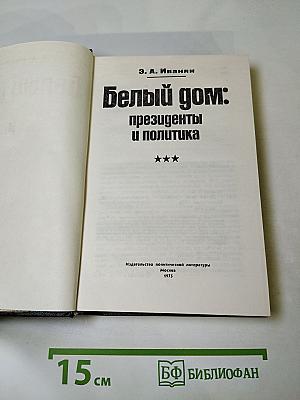 Э. А. Иванян
Белый дом:
президенты
и политика
★★★
Издательство политической литературы
Москва
1975
15 см
БФ БИБЛИОФАН